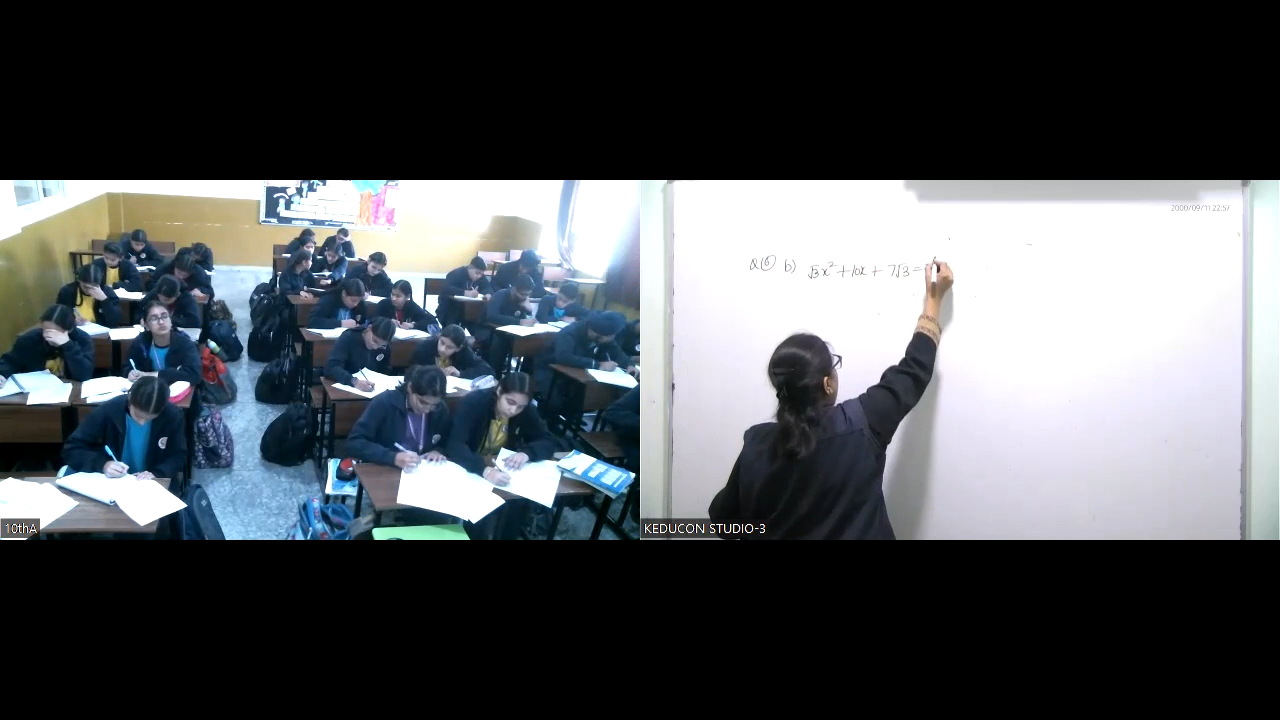 2000/09/11 22:57
Q⑥ b) √3x² + 10x + 7√3 =
10thA
KEDUCON STUDIO-3